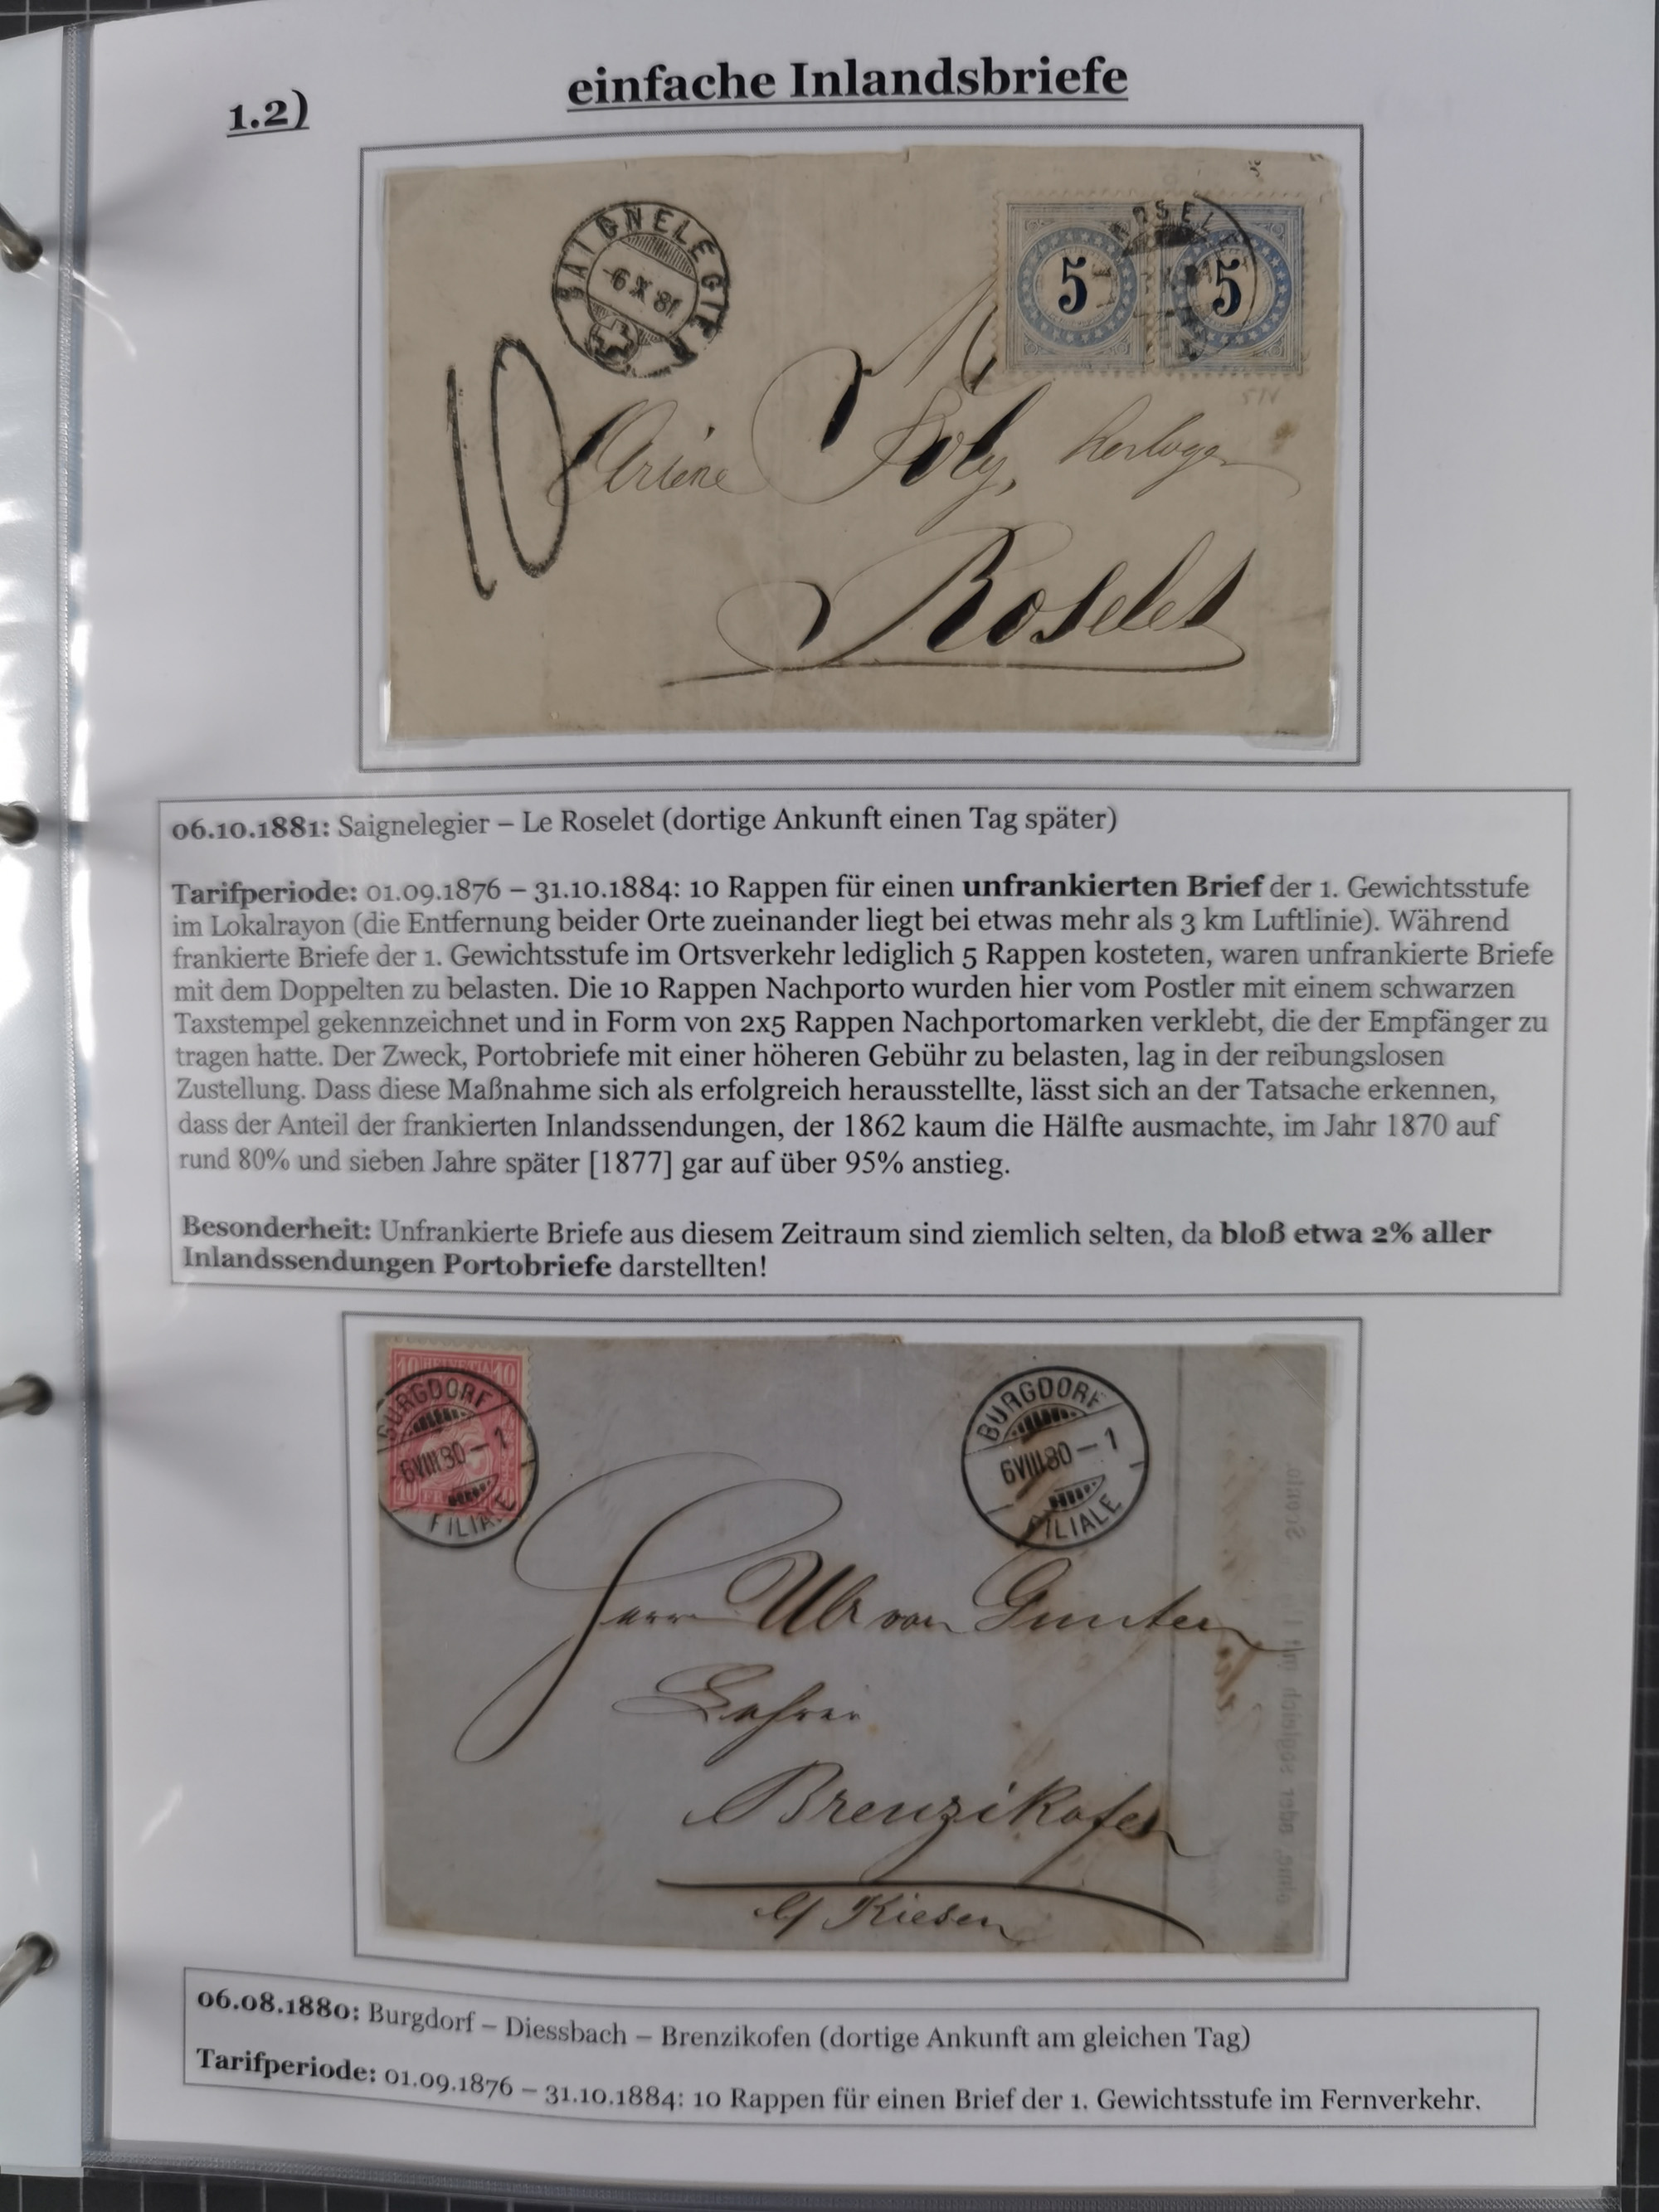 einfache Inlandsbriefe
1.2)
SAIGNELEGIER
-6 X 81
5 5
10
Roselet
06.10.1881: Saignelegier – Le Roselet (dortige Ankunft einen Tag später)
Tarifperiode: 01.09.1876 – 31.10.1884: 10 Rappen für einen unfrankierten Brief der 1. Gewichtsstufe
im Lokalrayon (die Entfernung beider Orte zueinander liegt bei etwas mehr als 3 km Luftlinie). Während
frankierte Briefe der 1. Gewichtsstufe im Ortsverkehr lediglich 5 Rappen kosteten, waren unfrankierte Briefe
mit dem Doppelten zu belasten. Die 10 Rappen Nachporto wurden hier vom Postler mit einem schwarzen
Taxstempel gekennzeichnet und in Form von 2x5 Rappen Nachportomarken verklebt, die der Empfänger zu
tragen hatte. Der Zweck, Portobriefe mit einer höheren Gebühr zu belasten, lag in der reibungslosen
Zustellung. Dass diese Maßnahme sich als erfolgreich herausstellte, lässt sich an der Tatsache erkennen,
dass der Anteil der frankierten Inlandssendungen, der 1862 kaum die Hälfte ausmachte, im Jahr 1870 auf
rund 80% und sieben Jahre später [1877] gar auf über 95% anstieg.
Besonderheit: Unfrankierte Briefe aus diesem Zeitraum sind ziemlich selten, da bloß etwa 2% aller
Inlandssendungen Portobriefe darstellten!
10 HELVETIA 10
BURGDORF
6 VIII 80 – 1
FILIALE
BURGDORF
6 VIII 80 – 1
FILIALE
Herrn Ulr von Gunten
Lehrer
Brenzikofen
b/ Kiesen
06.08.1880: Burgdorf – Diessbach – Brenzikofen (dortige Ankunft am gleichen Tag)
Tarifperiode: 01.09.1876 – 31.10.1884: 10 Rappen für einen Brief der 1. Gewichtsstufe im Fernverkehr.